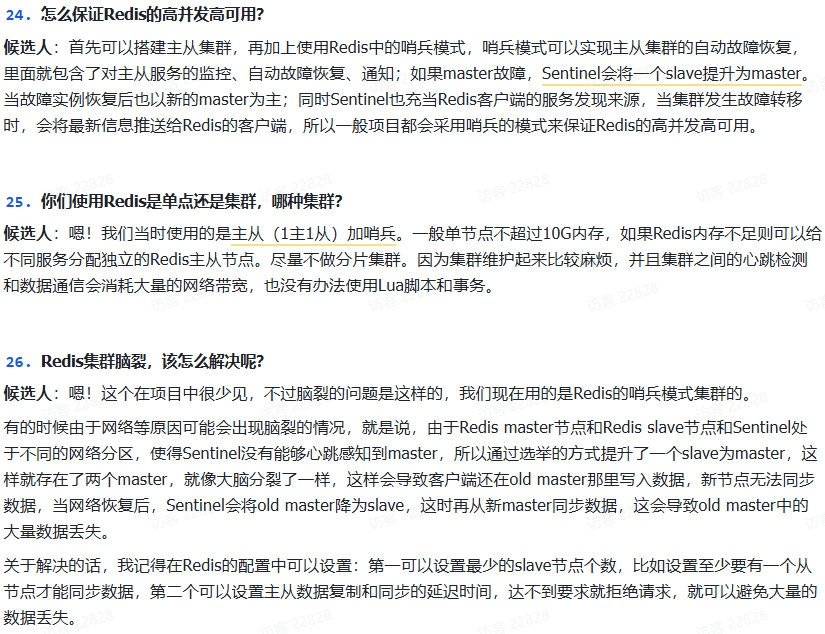 24. 怎么保证Redis的高并发高可用?
候选人：首先可以搭建主从集群，再加上使用Redis中的哨兵模式，哨兵模式可以实现主从集群的自动故障恢复，
里面就包含了对主从服务的监控、自动故障恢复、通知；如果master故障，Sentinel会将一个slave提升为master。
当故障实例恢复后也以新的master为主；同时Sentinel也充当Redis客户端的服务发现来源，当集群发生故障转移
时，会将最新信息推送给Redis的客户端，所以一般项目都会采用哨兵的模式来保证Redis的高并发高可用。
25. 你们使用Redis是单点还是集群，哪种集群?
候选人：嗯！我们当时使用的是主从（1主1从）加哨兵。一般单节点不超过10G内存，如果Redis内存不足则可以给
不同服务分配独立的Redis主从节点。尽量不做分片集群。因为集群维护起来比较麻烦，并且集群之间的心跳检测
和数据通信会消耗大量的网络带宽，也没有办法使用Lua脚本和事务。
26. Redis集群脑裂，该怎么解决呢?
候选人：嗯！这个在项目中很少见，不过脑裂的问题是这样的，我们现在用的是Redis的哨兵模式集群的。
有的时候由于网络等原因可能会出现脑裂的情况，就是说，由于Redis master节点和Redis slave节点和Sentinel处
于不同的网络分区，使得Sentinel没有能够心跳感知到master，所以通过选举的方式提升了一个slave为master，这
样就存在了两个master，就像大脑分裂了一样，这样会导致客户端还在old master那里写入数据，新节点无法同步
数据，当网络恢复后，Sentinel会将old master降为slave，这时再从新master同步数据，这会导致old master中的
大量数据丢失。
关于解决的话，我记得在Redis的配置中可以设置：第一可以设置最少的slave节点个数，比如设置至少要有一个从
节点才能同步数据，第二个可以设置主从数据复制和同步的延迟时间，达不到要求就拒绝请求，就可以避免大量的
数据丢失。